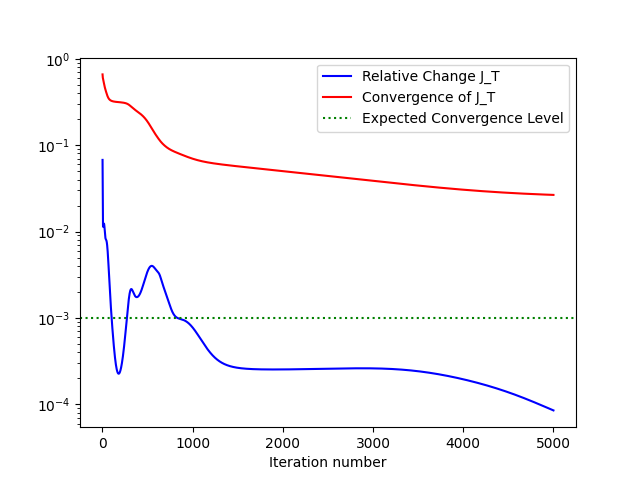 10⁰
10⁻¹
10⁻²
10⁻³
10⁻⁴
Relative Change J_T
Convergence of J_T
Expected Convergence Level
0 1000 2000 3000 4000 5000
Iteration number